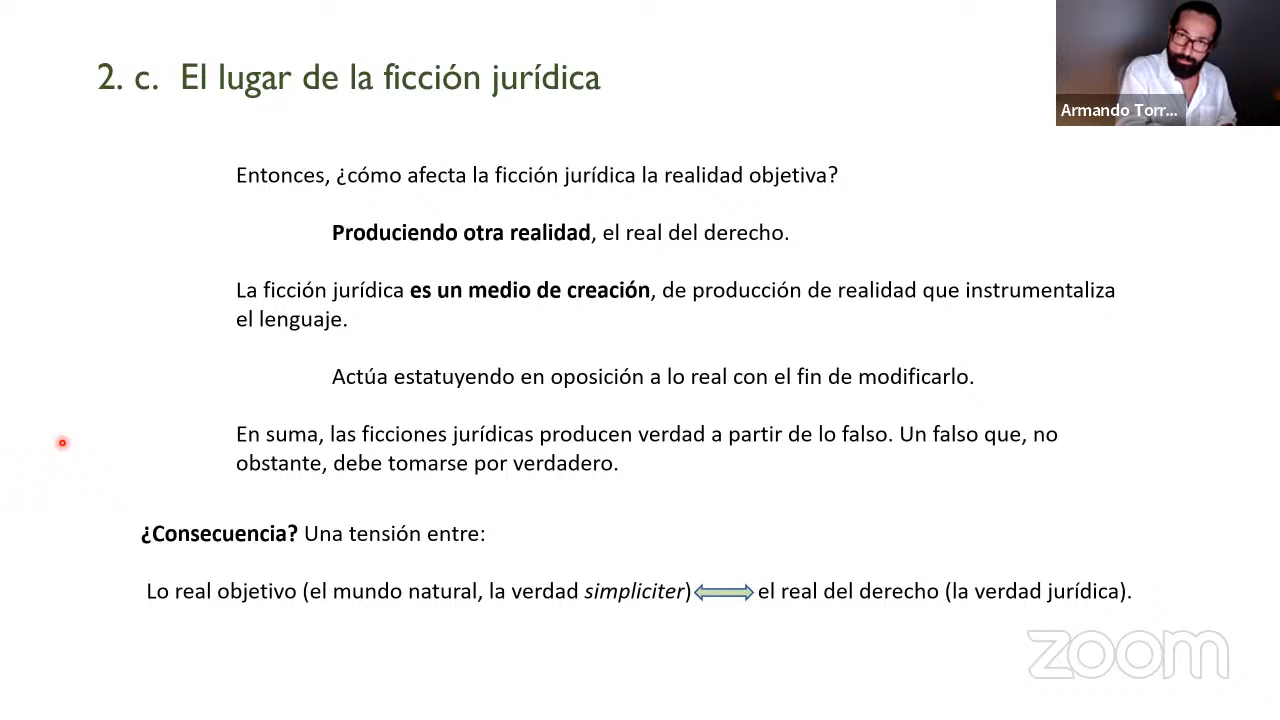 2. c. El lugar de la ficción jurídica
Armando Torr...
Entonces, ¿cómo afecta la ficción jurídica la realidad objetiva?
Produciendo otra realidad, el real del derecho.
La ficción jurídica es un medio de creación, de producción de realidad que instrumentaliza
el lenguaje.
Actúa estatuyendo en oposición a lo real con el fin de modificarlo.
En suma, las ficciones jurídicas producen verdad a partir de lo falso. Un falso que, no
obstante, debe tomarse por verdadero.
¿Consecuencia? Una tensión entre:
Lo real objetivo (el mundo natural, la verdad simpliciter) el real del derecho (la verdad jurídica).
zoom